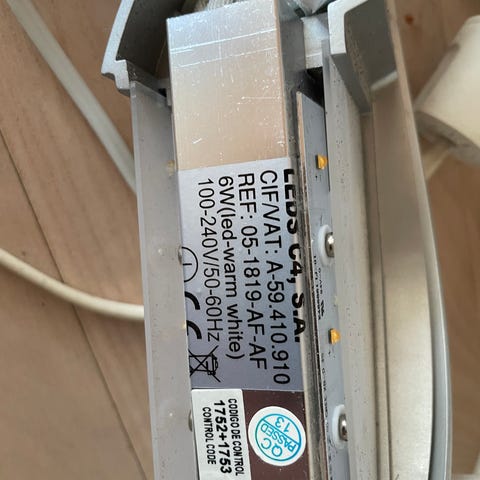 LEDS C4, S.A.
CIF/VAT: A-59.410.910
REF: 05-1819-AF-AF
6W(led-warm white)
100-240V/50-60Hz
CE
CODIGO DE CONTROL
1752+1753
CONTROL CODE
QC
PASSED
13